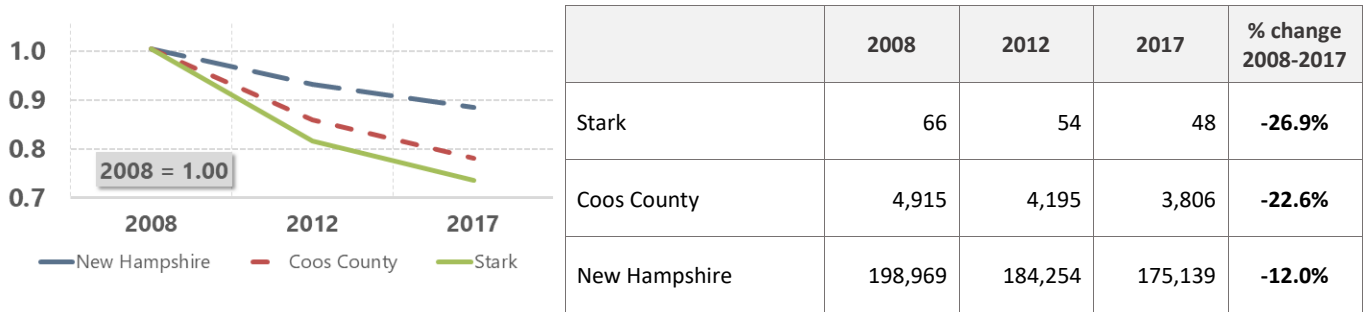 1.0
0.9
0.8
0.7
2008 = 1.00
2008 2012 2017
New Hampshire Coos County Stark
2008 2012 2017 % change
2008-2017
Stark 66 54 48 -26.9%
Coos County 4,915 4,195 3,806 -22.6%
New Hampshire 198,969 184,254 175,139 -12.0%